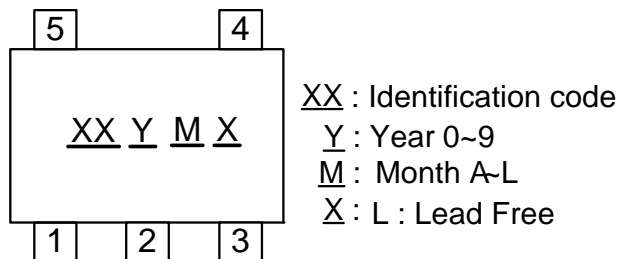 5 4
XX Y M X
1 2 3
XX : Identification code
Y : Year 0~9
M : Month A~L
X : L : Lead Free